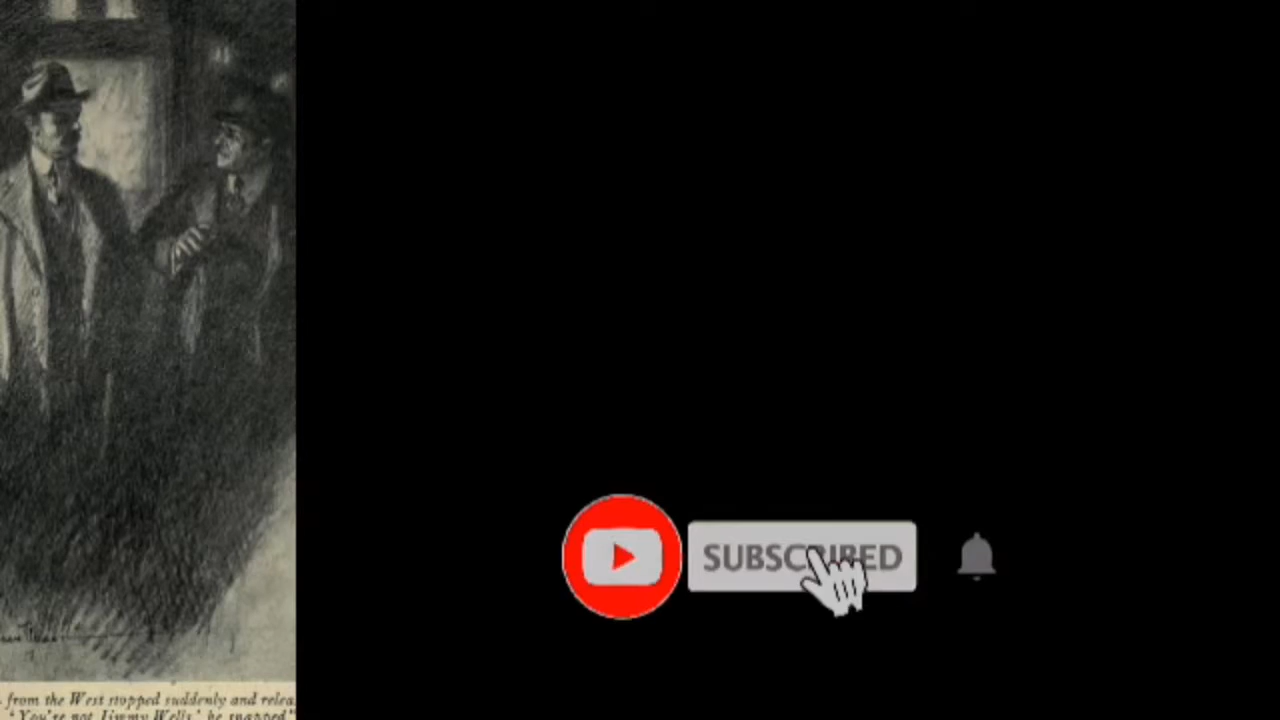 SUBSCRIBED
from the West stopped suddenly and relea
"You're not Jimmy Wells," he snapped"